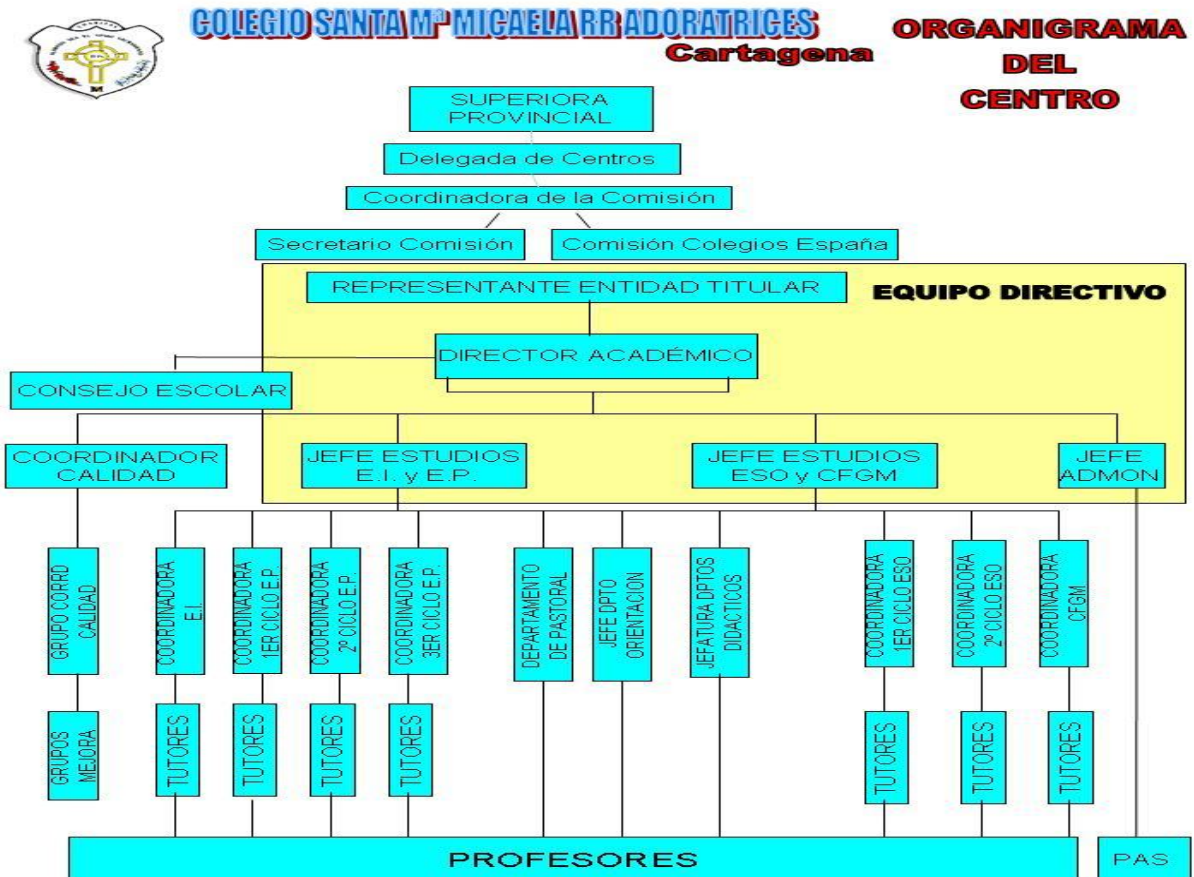 COLEGIO SANTA Mª MICAELA RR ADORATRICES
Cartagena
ORGANIGRAMA
DEL
CENTRO
SUPERIORA
PROVINCIAL
Delegada de Centros
Coordinadora de la Comisión
Secretario Comisión
Comisión Colegios España
REPRESENTANTE ENTIDAD TITULAR
EQUIPO DIRECTIVO
DIRECTOR ACADÉMICO
CONSEJO ESCOLAR
COORDINADOR
CALIDAD
JEFE ESTUDIOS
E.I. y E.P.
JEFE ESTUDIOS
ESO y CFGM
JEFE
ADMON
GRUPO CORRD
CALIDAD
COORDINADORA
E.I.
COORDINADORA
1ER CICLO E.P.
COORDINADORA
2º CICLO E.P.
COORDINADORA
3ER CICLO E.P.
DEPARTAMENTO
DE PASTORAL
JEFE DPTO
ORIENTACION
JEFATURA DPTOS
DIDACTICOS
COORDINADORA
1ER CICLO ESO
COORDINADORA
2º CICLO ESO
COORDINADORA
CFGM
GRUPOS
MEJORA
TUTORES
TUTORES
TUTORES
TUTORES
TUTORES
TUTORES
TUTORES
PROFESORES
PAS